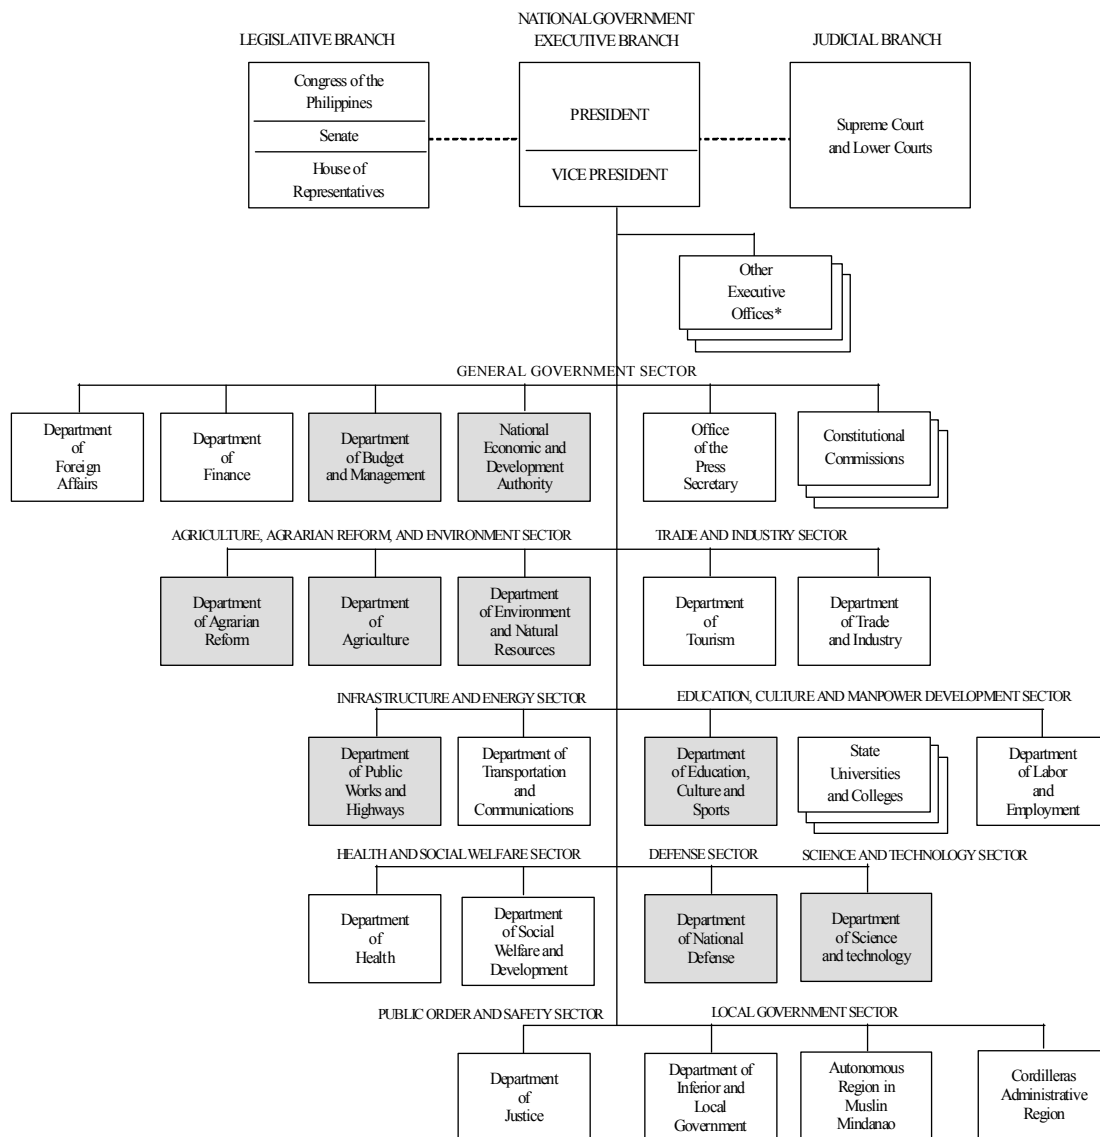 NATIONAL GOVERNMENT
LEGISLATIVE BRANCH
EXECUTIVE BRANCH
JUDICIAL BRANCH
Congress of the
Philippines
Senate
House of
Representatives
PRESIDENT
VICE PRESIDENT
Supreme Court
and Lower Courts
Other
Executive
Offices*
GENERAL GOVERNMENT SECTOR
Department
of
Foreign
Affairs
Department
of
Finance
Department
of Budget
and Management
National
Economic and
Development
Authority
Office
of the
Press
Secretary
Constitutional
Commissions
AGRICULTURE, AGRARIAN REFORM, AND ENVIRONMENT SECTOR
TRADE AND INDUSTRY SECTOR
Department
of Agrarian
Reform
Department
of
Agriculture
Department
of Environment
and Natural
Resources
Department
of
Tourism
Department
of Trade
and Industry
INFRASTRUCTURE AND ENERGY SECTOR
EDUCATION, CULTURE AND MANPOWER DEVELOPMENT SECTOR
Department
of Public
Works and
Highways
Department of
Transportation
and
Communications
Department
of Education,
Culture and
Sports
State
Universities
and Colleges
Department
of Labor
and
Employment
HEALTH AND SOCIAL WELFARE SECTOR
DEFENSE SECTOR
SCIENCE AND TECHNOLOGY SECTOR
Department
of
Health
Department
of Social
Welfare and
Development
Department
of National
Defense
Department
of Science
and technology
PUBLIC ORDER AND SAFETY SECTOR
LOCAL GOVERNMENT SECTOR
Department
of
Justice
Department of
Inferior and
Local
Government
Autonomous
Region in
Muslin
Mindanao
Cordilleras
Administrative
Region